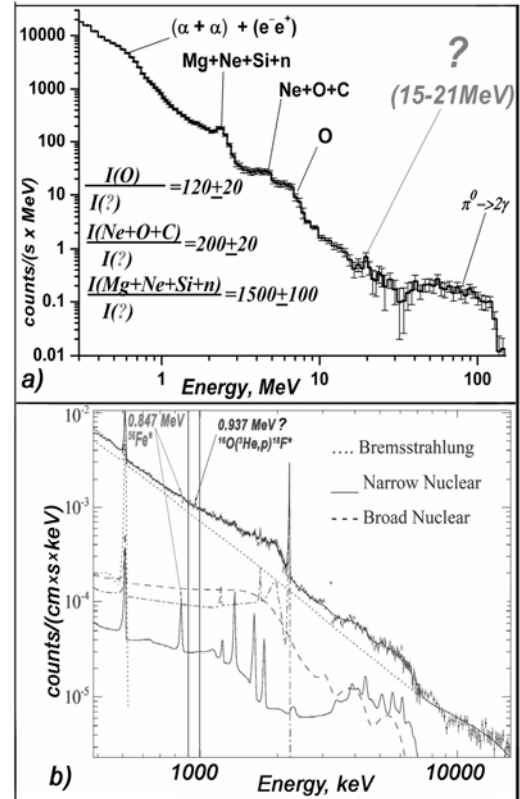 (α + α) + (e⁻e⁺)
Mg+Ne+Si+n
Ne+O+C
O
?
(15-21MeV)
π⁰->2γ
I(O)/I(?) =120±20
I(Ne+O+C)/I(?) =200±20
I(Mg+Ne+Si+n)/I(?) =1500±100
counts/(s x MeV)
10000
1000
100
10
1
0.1
0.01
a)
1
10
100
Energy, MeV
0.847 MeV
⁵⁶Fe*
0.937 MeV ?
¹⁶O(³He,p)¹⁸F*
Bremsstrahlung
Narrow Nuclear
Broad Nuclear
counts/(cm×s×keV)
10⁻²
10⁻³
10⁻⁴
10⁻⁵
b)
1000
10000
Energy, keV